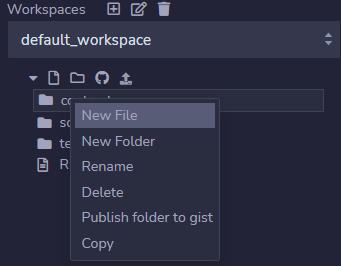 Workspaces
default_workspace
New File
New Folder
Rename
Delete
Publish folder to gist
Copy